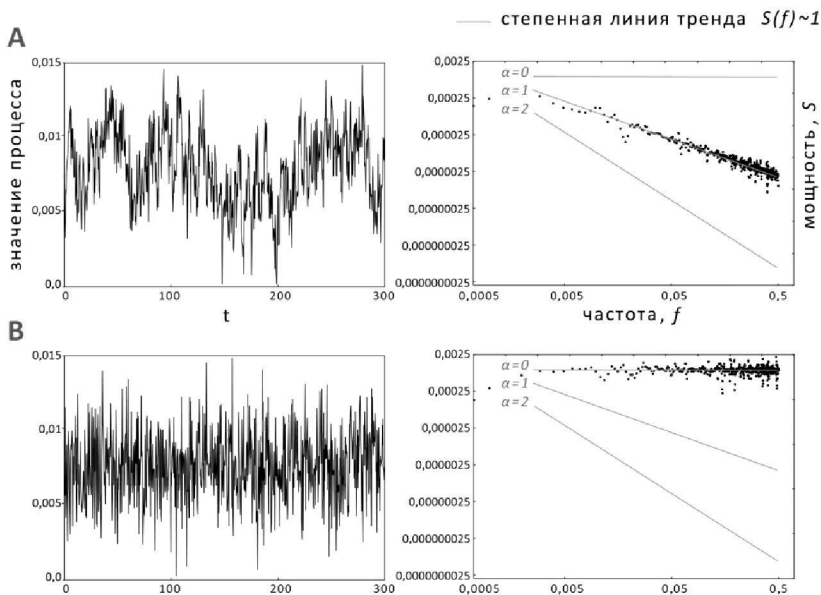 степенная линия тренда S(f)~1
A
0,015
0,01
0,005
0,0
значение процесса
0
100
200
300
t
0,0025
0,00025
0,000025
0,0000025
0,00000025
0,000000025
0,0000000025
α=0
α=1
α=2
0,0005
0,005
0,05
0,5
частота, f
мощность, S
B
0,015
0,01
0,005
0,0
0
100
200
300
0,0025
0,00025
0,000025
0,0000025
0,00000025
0,000000025
0,0000000025
α=0
α=1
α=2
0,0005
0,005
0,05
0,5